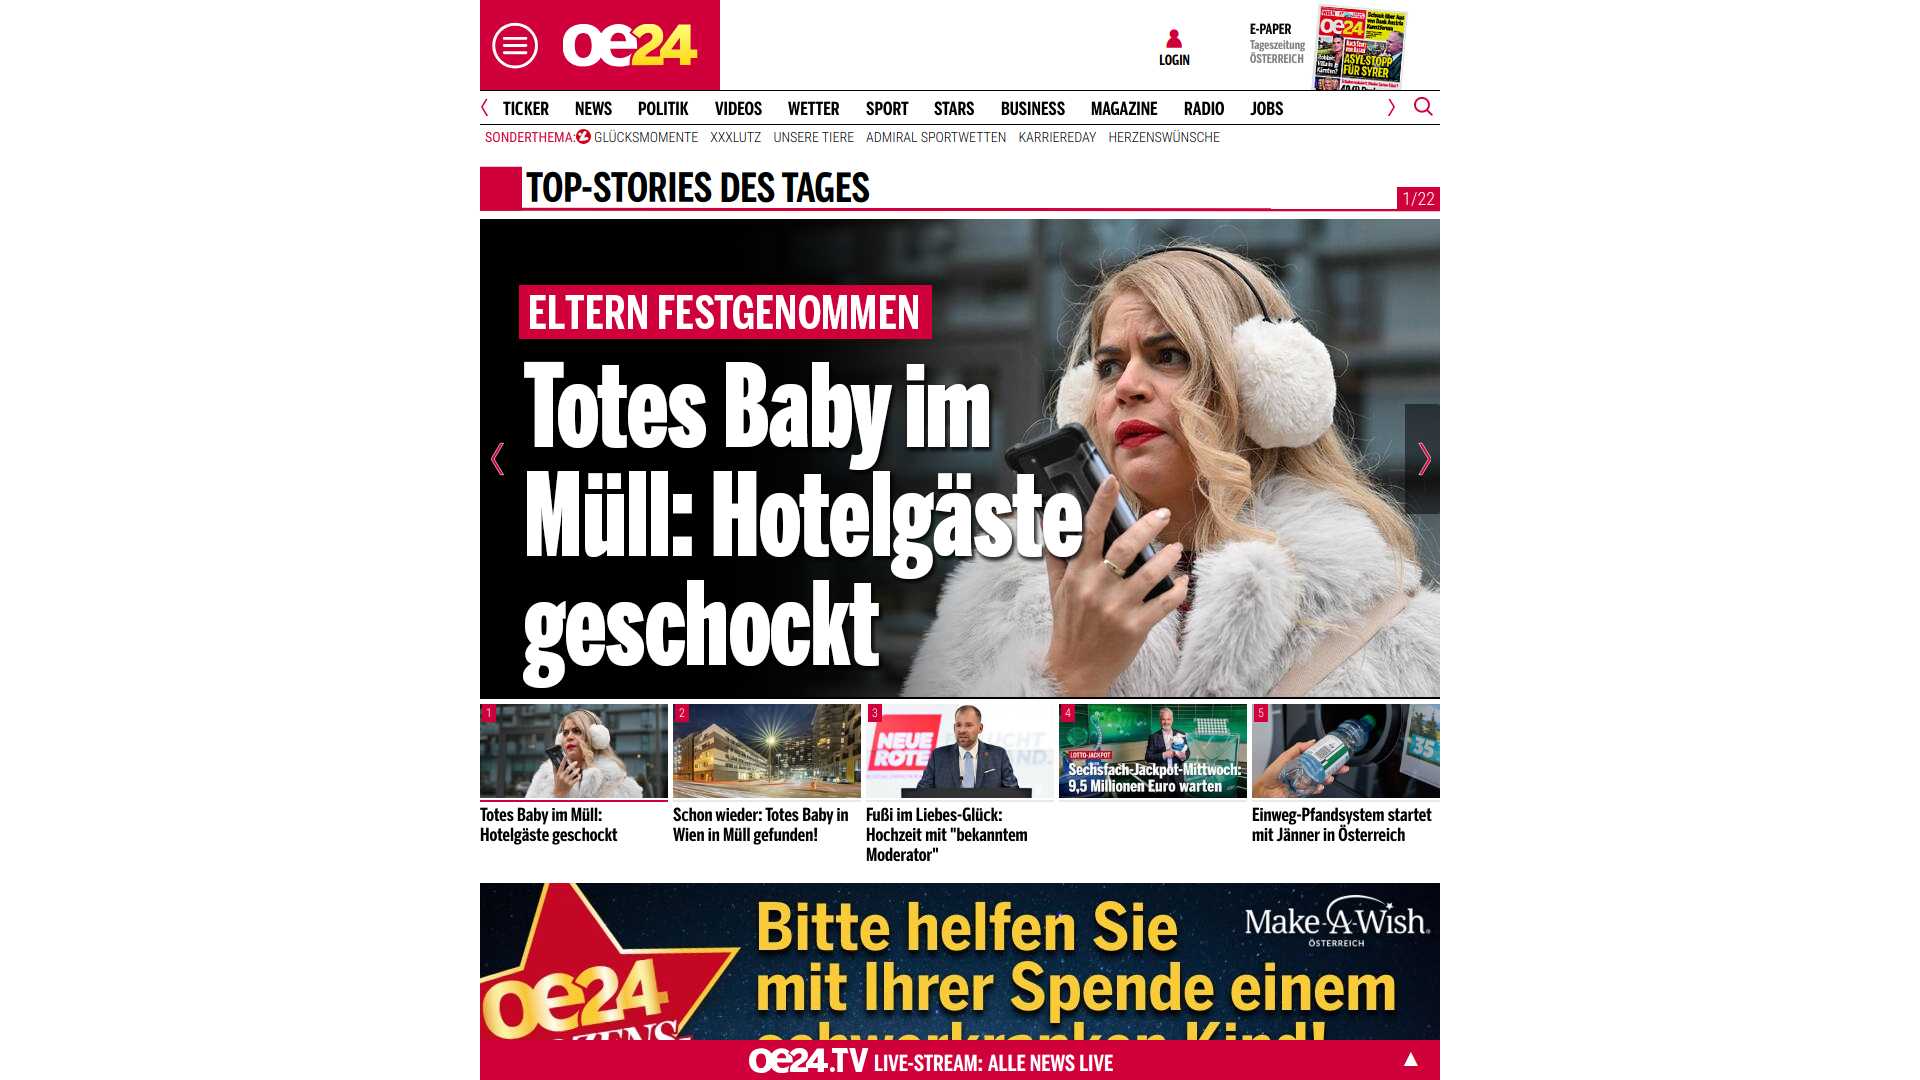 oe24
LOGIN
E-PAPER
Tageszeitung
ÖSTERREICH
oe24
ASYL-STOPP
FÜR SYRER
TICKER NEWS POLITIK VIDEOS WETTER SPORT STARS BUSINESS MAGAZINE RADIO JOBS
SONDERTHEMA: GLÜCKSMOMENTE XXXLUTZ UNSERE TIERE ADMIRAL SPORTWETTEN KARRIEREDAY HERZENSWÜNSCHE
TOP-STORIES DES TAGES
1/22
ELTERN FESTGENOMMEN
Totes Baby im
Müll: Hotelgäste
geschockt
1
2
3
4
5
NEUE
ROTE
LOTTO-JACKPOT
Sechsfach-Jackpot-Mittwoch:
9,5 Millionen Euro warten
35
Totes Baby im Müll:
Hotelgäste geschockt
Schon wieder: Totes Baby in
Wien in Müll gefunden!
Fußi im Liebes-Glück:
Hochzeit mit "bekanntem
Moderator"
Einweg-Pfandsystem startet
mit Jänner in Österreich
oe24
Bitte helfen Sie
mit Ihrer Spende einem
schwerkranken Kind!
Make-A-Wish
ÖSTERREICH
oe24.TV LIVE-STREAM: ALLE NEWS LIVE